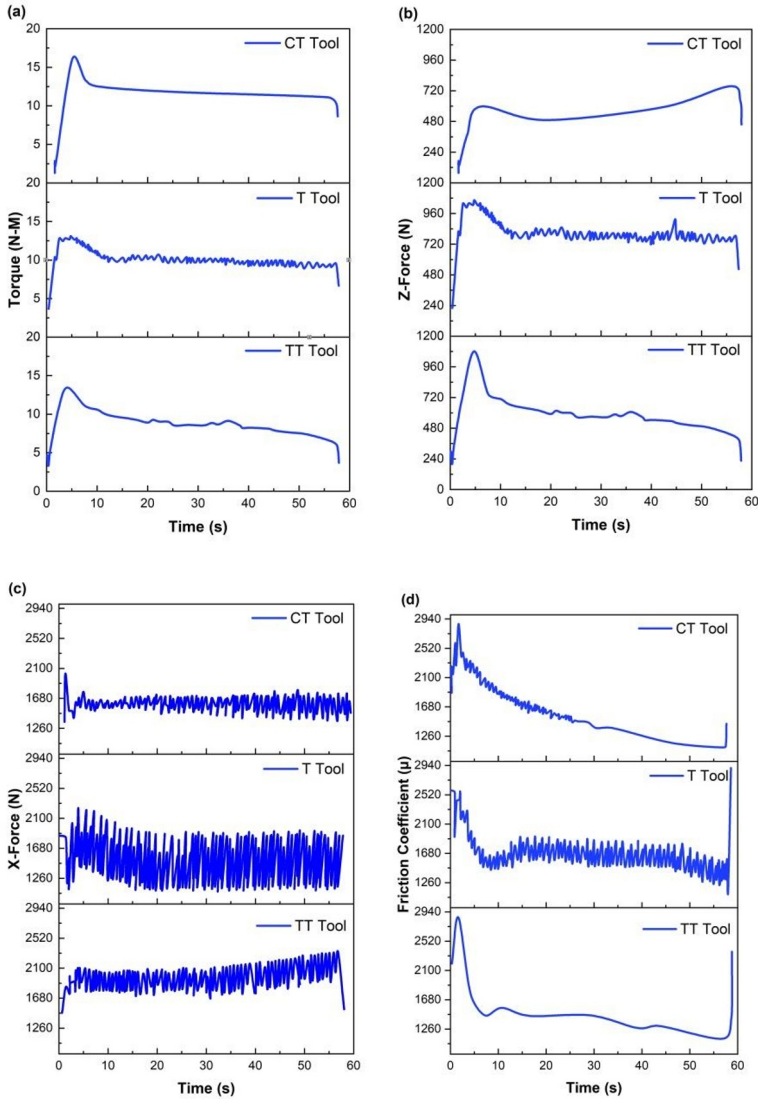 (a)
20
CT Tool
15
10
5
20
T Tool
15
10
5
20
TT Tool
15
10
5
0
0 10 20 30 40 50 60
Torque (N-M)
Time (s)
(b)
1200
CT Tool
960
720
480
240
1200
T Tool
960
720
480
240
1200
TT Tool
960
720
480
240
0
0 10 20 30 40 50 60
Z-Force (N)
Time (s)
(c)
2940
CT Tool
2520
2100
1680
1260
2940
T Tool
2520
2100
1680
1260
2940
TT Tool
2520
2100
1680
1260
0 10 20 30 40 50 60
X-Force (N)
Time (s)
(d)
2940
CT Tool
2520
2100
1680
1260
2940
T Tool
2520
2100
1680
1260
2940
TT Tool
2520
2100
1680
1260
0 10 20 30 40 50 60
Friction Coefficient (μ)
Time (s)